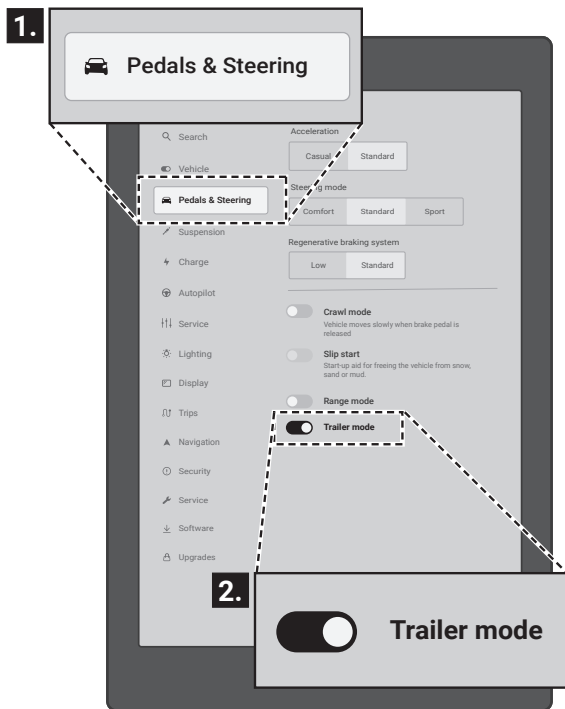 1.
Pedals & Steering
Search
Vehicle
Pedals & Steering
Suspension
Charge
Autopilot
Service
Lighting
Display
Trips
Navigation
Security
Service
Software
Upgrades
Acceleration
Casual Standard
Steering mode
Comfort Standard Sport
Regenerative braking system
Low Standard
Crawl mode
Vehicle moves slowly when brake pedal is
released
Slip start
Start-up aid for freeing the vehicle from snow,
sand or mud.
Range mode
Trailer mode
2.
Trailer mode